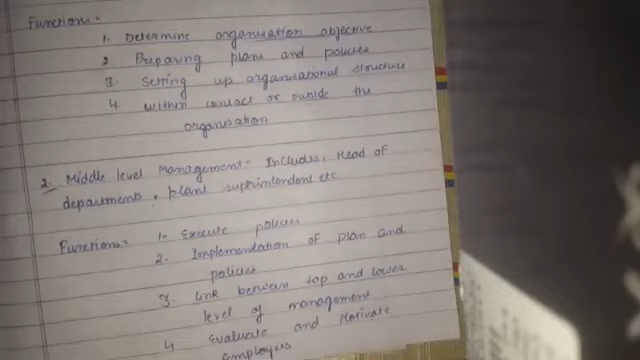 Functions =
1. Determine organisation objective
2 Preparing plans and policies
3. Setting up organisational structure
4. within contact or outside the
organisation
2. Middle level Management = Includes, Head of
departments, plant supritendent etc
Functions = 1. Execute policies
2. Implementation of plan and
policies
3. Link between top and lower
level of management
4 Evaluate and Motivate
employees